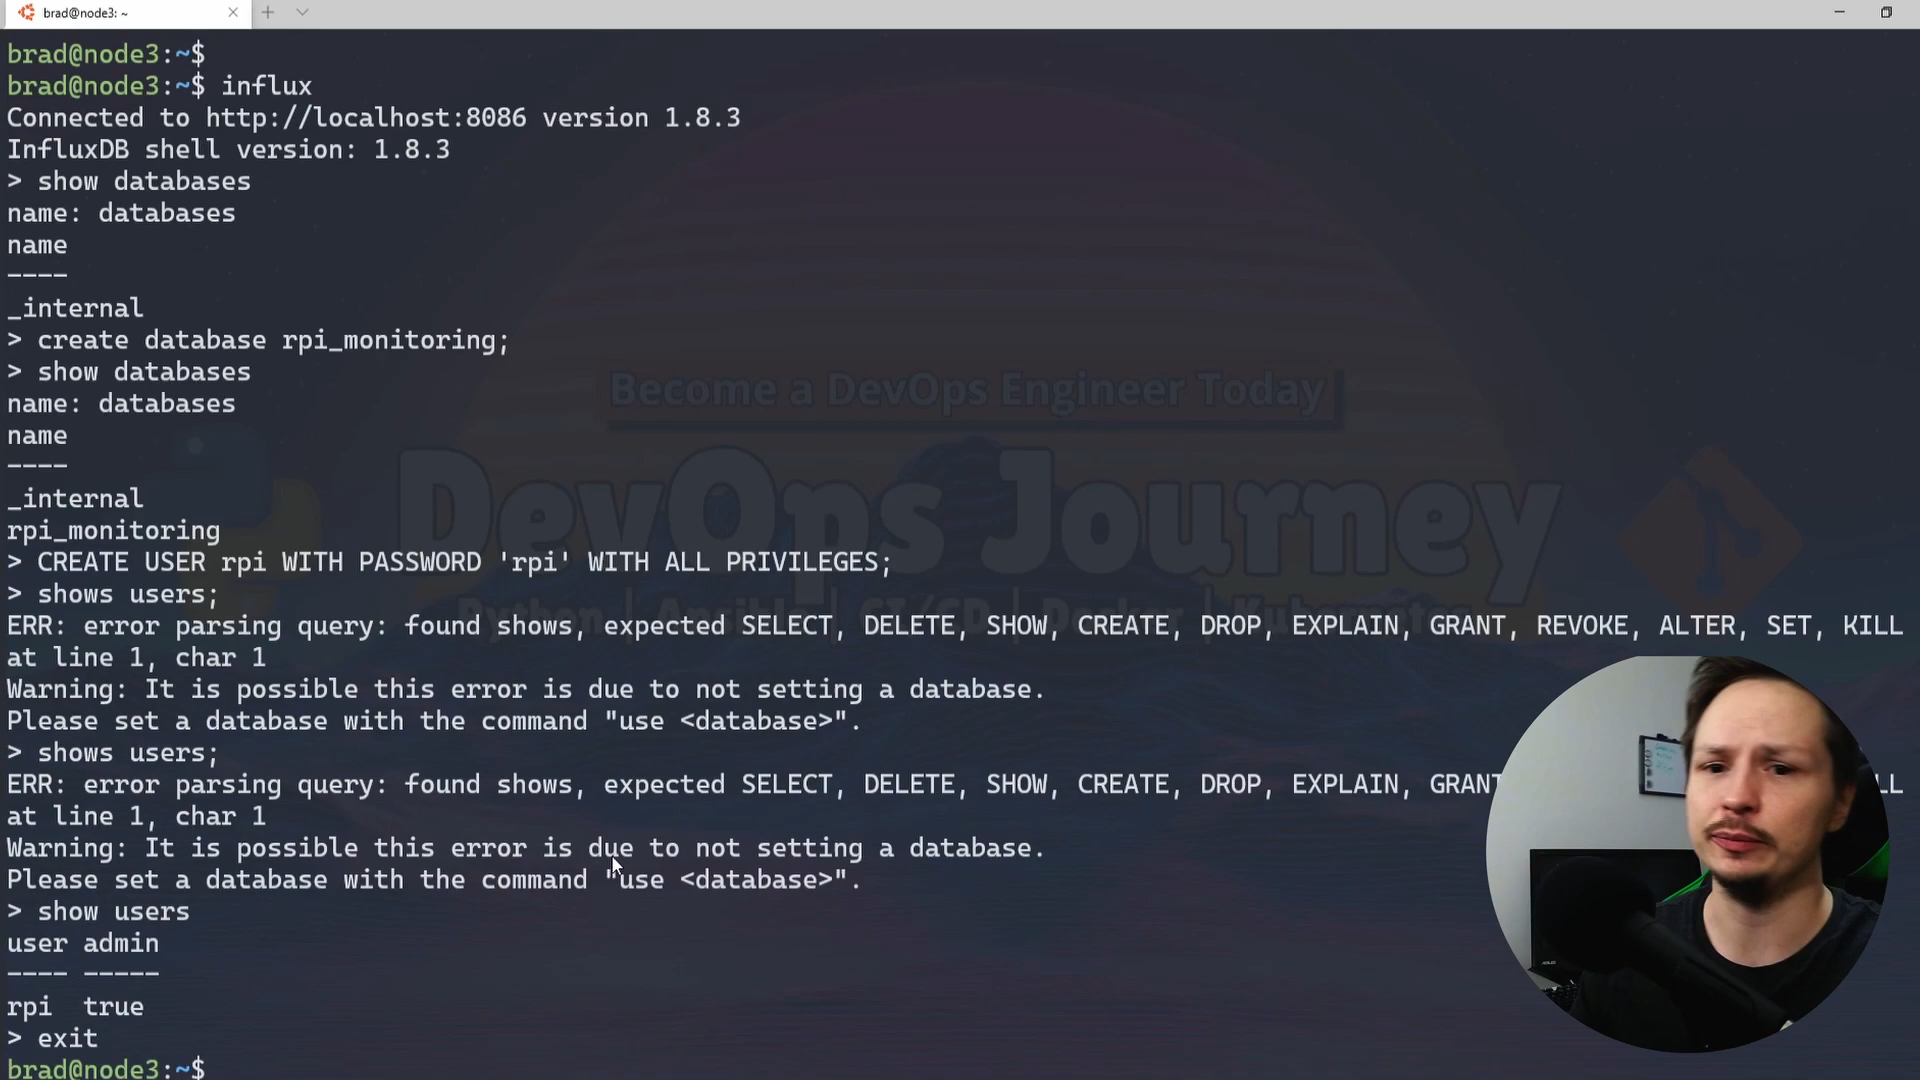 brad@node3: ~
brad@node3:~$
brad@node3:~$ influx
Connected to http://localhost:8086 version 1.8.3
InfluxDB shell version: 1.8.3
> show databases
name: databases
name
----
_internal
> create database rpi_monitoring;
> show databases
name: databases
name
----
_internal
rpi_monitoring
> CREATE USER rpi WITH PASSWORD 'rpi' WITH ALL PRIVILEGES;
> shows users;
ERR: error parsing query: found shows, expected SELECT, DELETE, SHOW, CREATE, DROP, EXPLAIN, GRANT, REVOKE, ALTER, SET, KILL
at line 1, char 1
Warning: It is possible this error is due to not setting a database.
Please set a database with the command "use <database>".
> shows users;
ERR: error parsing query: found shows, expected SELECT, DELETE, SHOW, CREATE, DROP, EXPLAIN, GRANT LL
at line 1, char 1
Warning: It is possible this error is due to not setting a database.
Please set a database with the command "use <database>".
> show users
user admin
---- -----
rpi  true
> exit
brad@node3:~$
Become a DevOps Engineer Today
DevOps Journey
Python | Ansible | CI/CD | Docker | Kubernetes